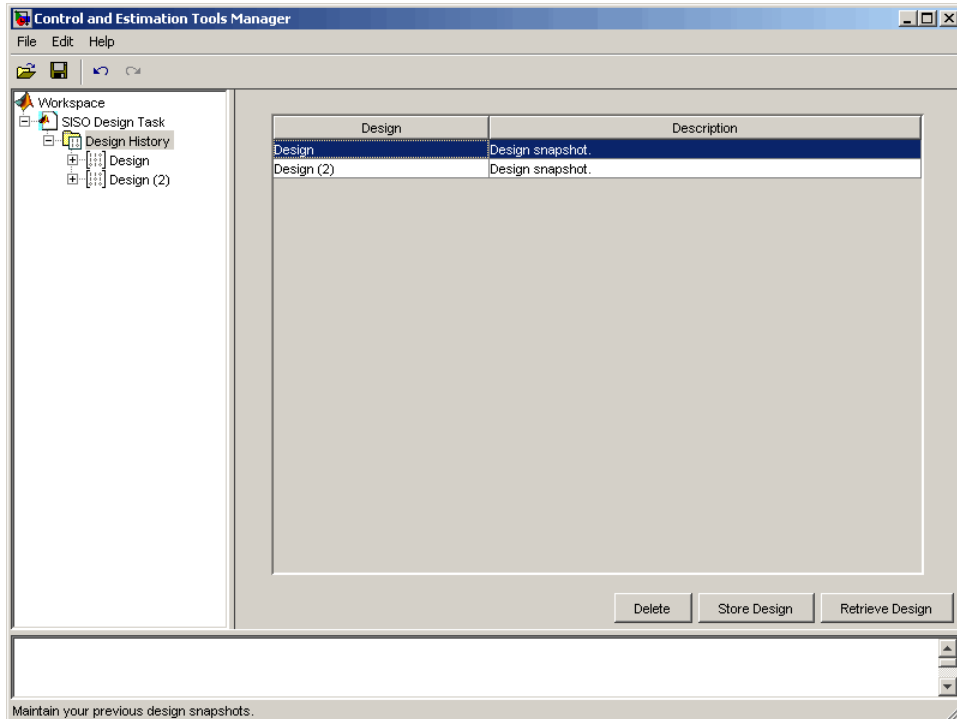 Control and Estimation Tools Manager
File Edit Help
Workspace
SISO Design Task
Design History
Design
Design (2)
Design Description
Design Design snapshot.
Design (2) Design snapshot.
Delete Store Design Retrieve Design
Maintain your previous design snapshots.